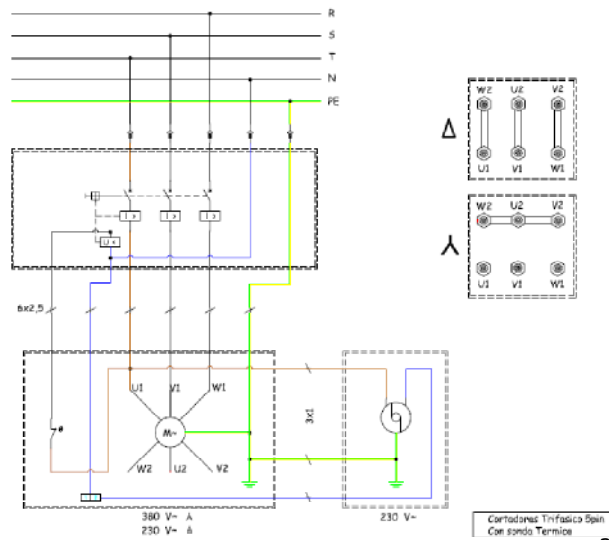 R
S
T
N
PE
W2 U2 V2
Δ
U1 V1 W1
W2 U2 V2
U1 V1 W1
I> I> I>
U<
6x2,5
U1 V1 W1
M~
W2 U2 V2
3x1
380 V~
230 V~ Δ
230 V~
Cortadoras Trifasico 5pin
Con sonda Termica